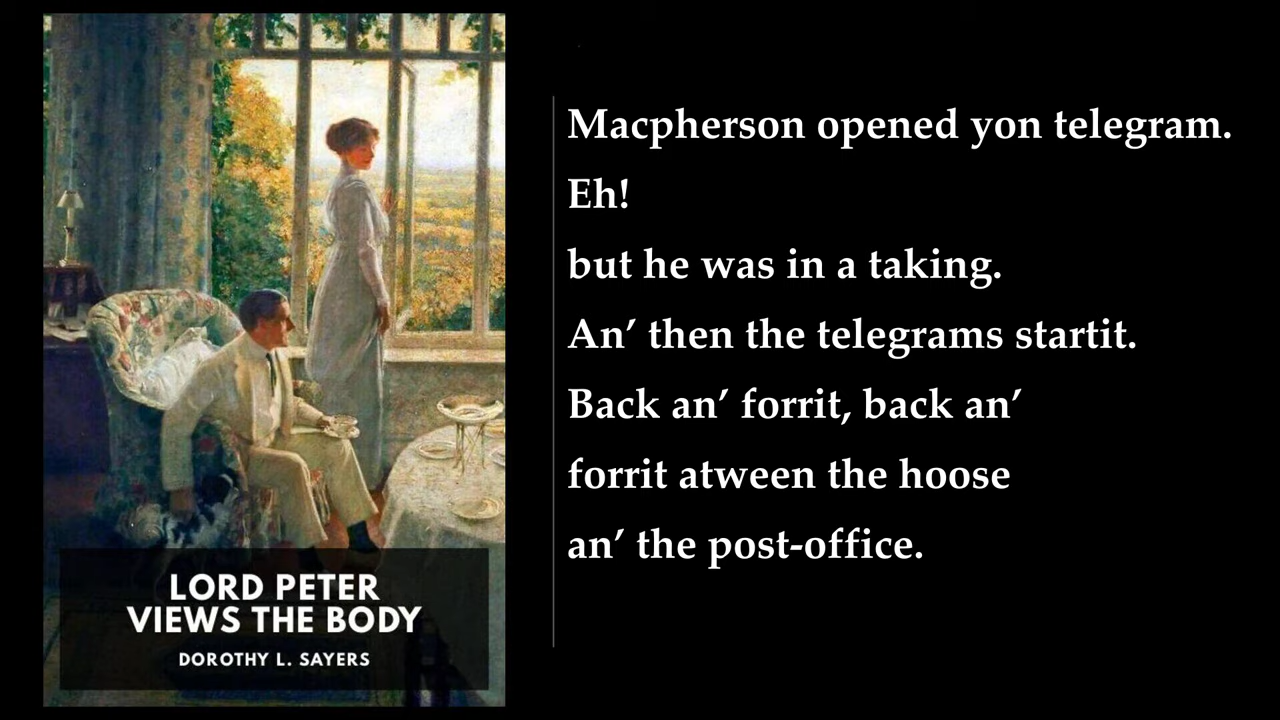 LORD PETER
VIEWS THE BODY
DOROTHY L. SAYERS
Macpherson opened yon telegram.
Eh!
but he was in a taking.
An’ then the telegrams startit.
Back an’ forrit, back an’
forrit atween the hoose
an’ the post-office.